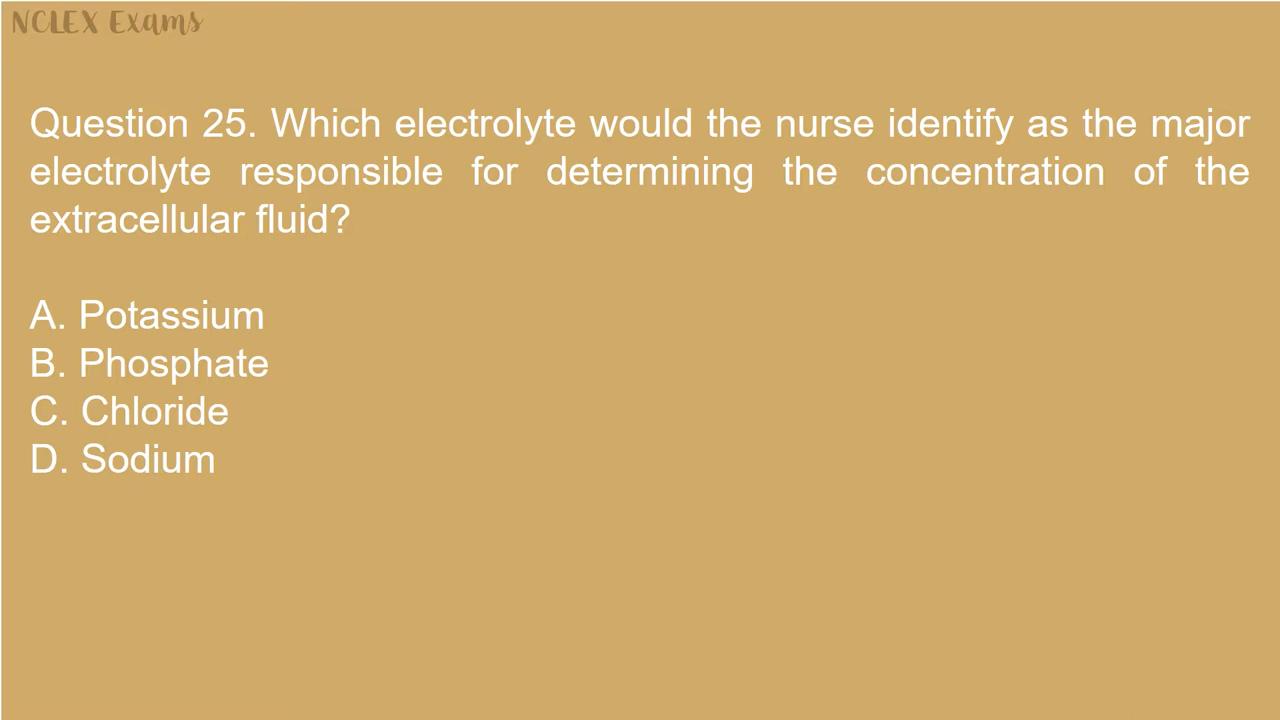 NCLEX Exams
Question 25. Which electrolyte would the nurse identify as the major
electrolyte responsible for determining the concentration of the
extracellular fluid?
A. Potassium
B. Phosphate
C. Chloride
D. Sodium